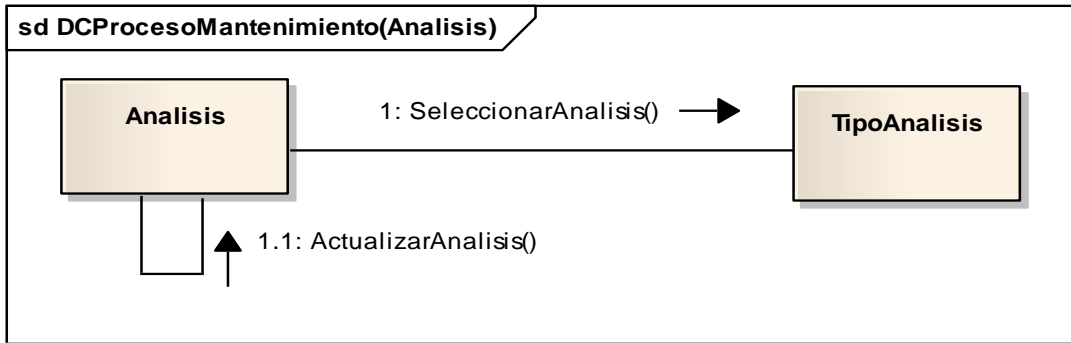 sd DCProcesoMantenimiento(Analisis)
Analisis
1: SeleccionarAnalisis()
TipoAnalisis
1.1: ActualizarAnalisis()